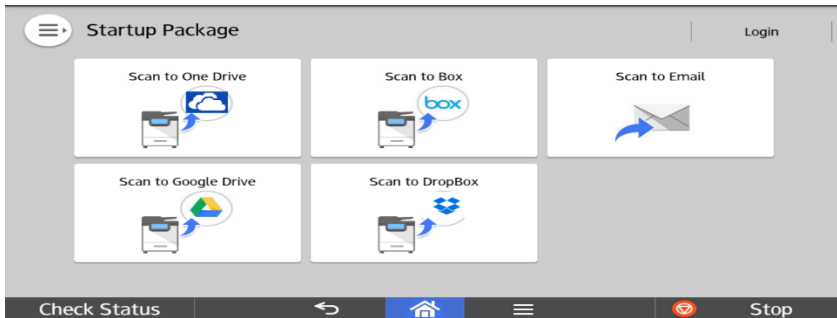 Startup Package
Login
Scan to One Drive
Scan to Box
box
Scan to Email
Scan to Google Drive
Scan to DropBox
Check Status
Stop